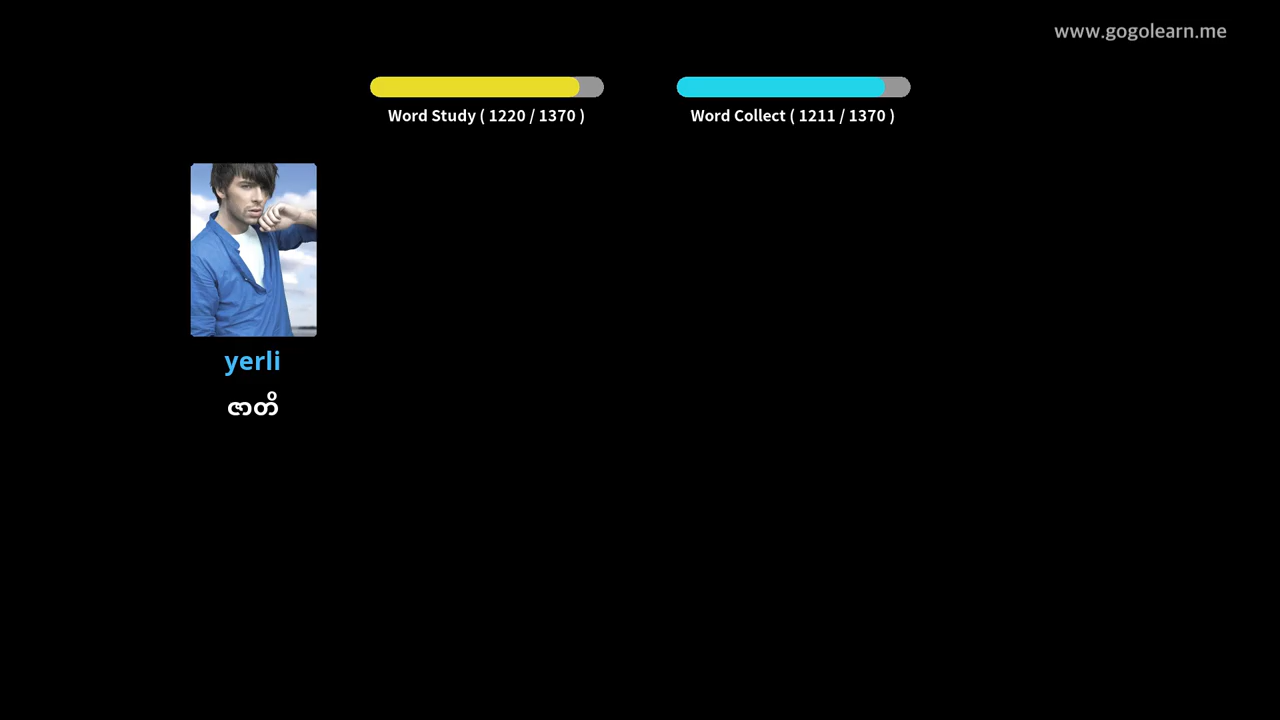 www.gogolearn.me
Word Study ( 1220 / 1370 )
Word Collect ( 1211 / 1370 )
yerli
ဇာတိ